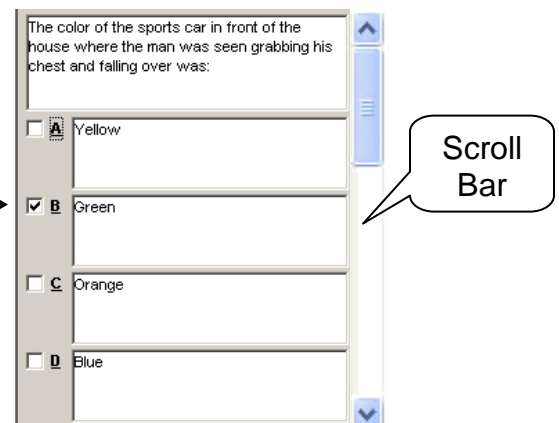 The color of the sports car in front of the
house where the man was seen grabbing his
chest and falling over was:
A Yellow
B Green
C Orange
D Blue
Scroll
Bar